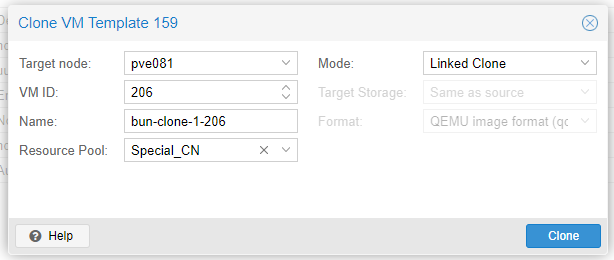 Clone VM Template 159
Target node: pve081 Mode: Linked Clone
VM ID: 206 Target Storage: Same as source
Name: bun-clone-1-206 Format: QEMU image format (qc
Resource Pool: Special_CN
Help Clone